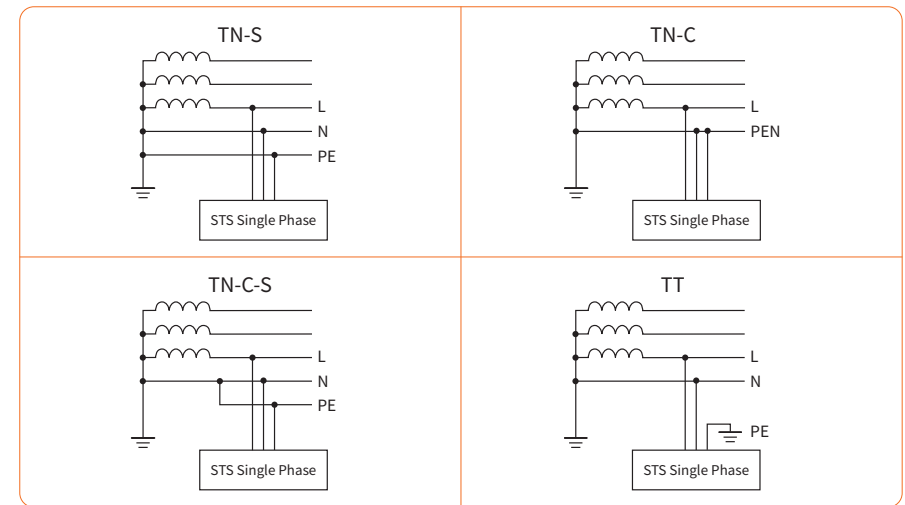 TN-S
L
N
PE
STS Single Phase
TN-C
L
PEN
STS Single Phase
TN-C-S
L
N
PE
STS Single Phase
TT
L
N
PE
STS Single Phase